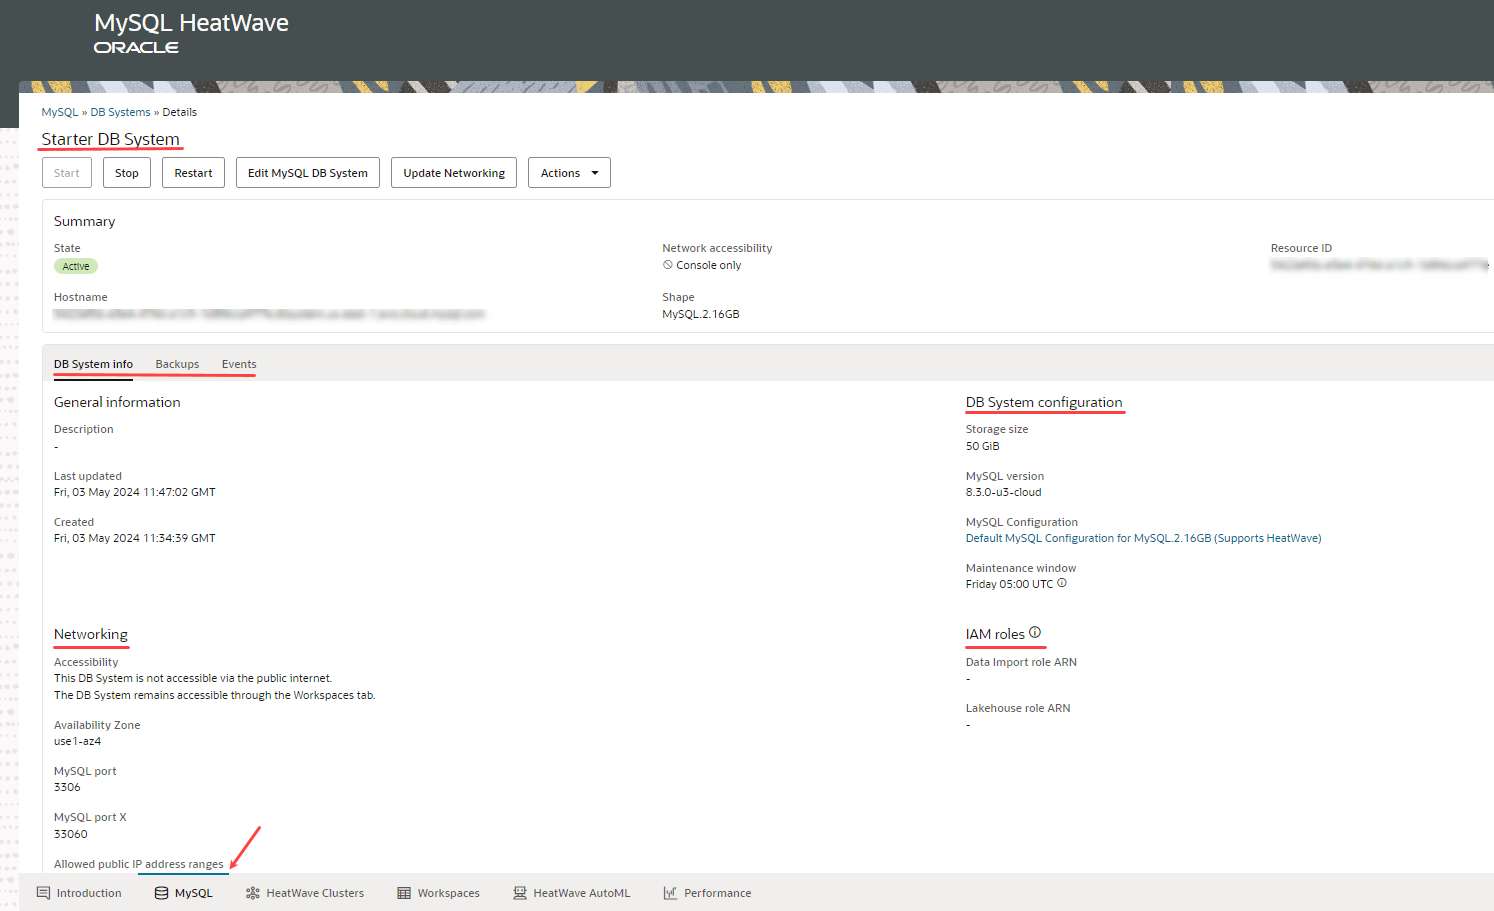 MySQL HeatWave
ORACLE
MySQL » DB Systems » Details
Starter DB System
Start Stop Restart Edit MySQL DB System Update Networking Actions
Summary
State Network accessibility Resource ID
Active Console only
Hostname Shape
MySQL.2.16GB
DB System info Backups Events
General information DB System configuration
Description Storage size
- 50 GiB
Last updated MySQL version
Fri, 03 May 2024 11:47:02 GMT 8.3.0-u3-cloud
Created MySQL Configuration
Fri, 03 May 2024 11:34:39 GMT Default MySQL Configuration for MySQL.2.16GB (Supports HeatWave)
Maintenance window
Friday 05:00 UTC
Networking IAM roles
Accessibility Data Import role ARN
This DB System is not accessible via the public internet. -
The DB System remains accessible through the Workspaces tab.
Lakehouse role ARN
Availability Zone -
use1-az4
MySQL port
3306
MySQL port X
33060
Allowed public IP address ranges
Introduction MySQL HeatWave Clusters Workspaces HeatWave AutoML Performance